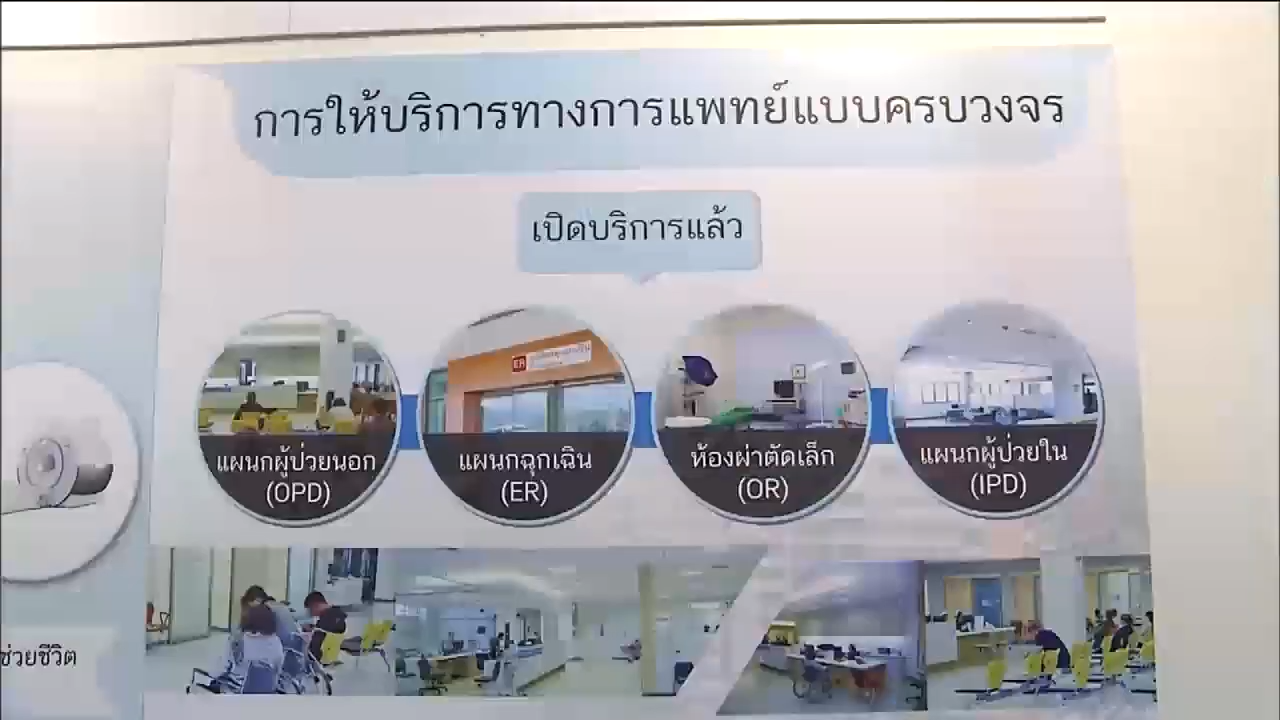 การให้บริการทางการแพทย์แบบครบวงจร
เปิดบริการแล้ว
แผนกผู้ป่วยนอก
(OPD)
ER
แผนกฉุกเฉิน
(ER)
ห้องผ่าตัดเล็ก
(OR)
แผนกผู้ป่วยใน
(IPD)
ช่วยชีวิต